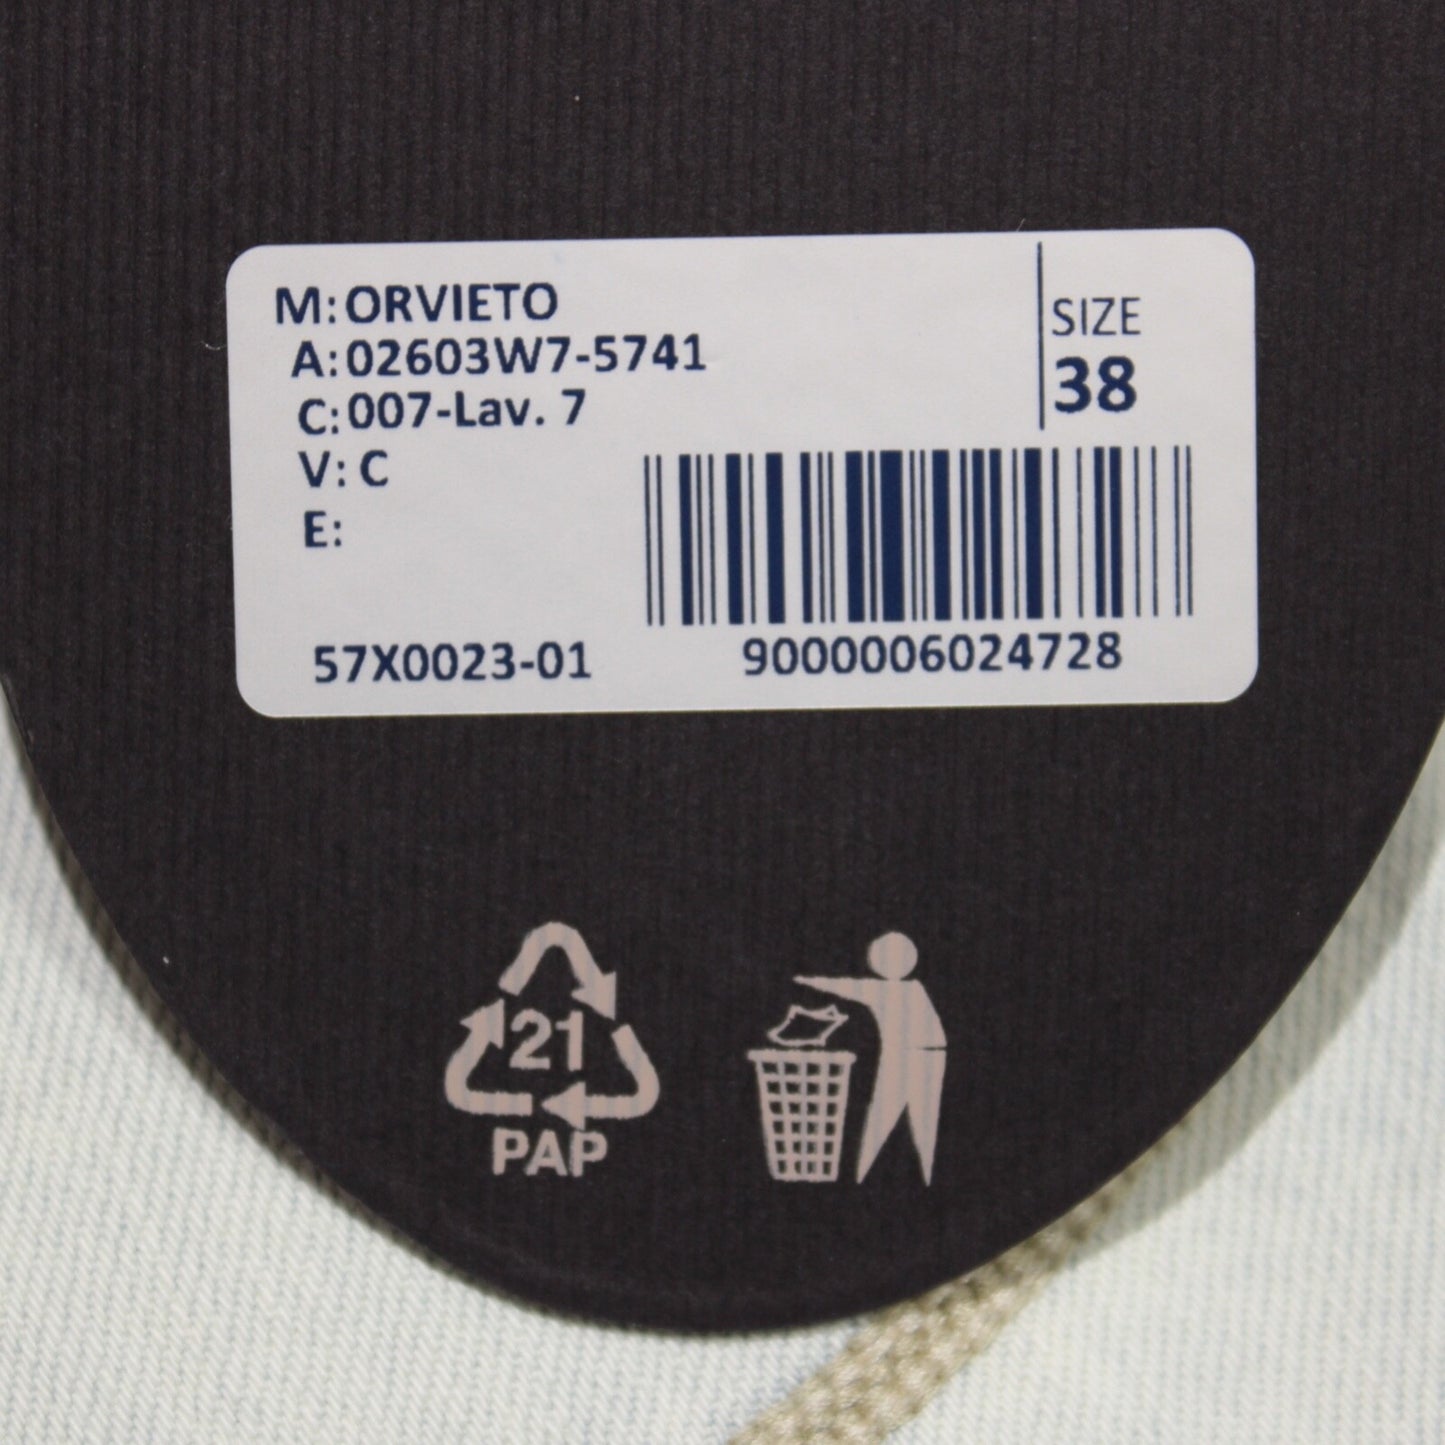 M: ORVIETO
A: 02603W7-5741
C: 007-Lav. 7
V: C
E:
SIZE
38
57X0023-01
9000006024728
21
PAP